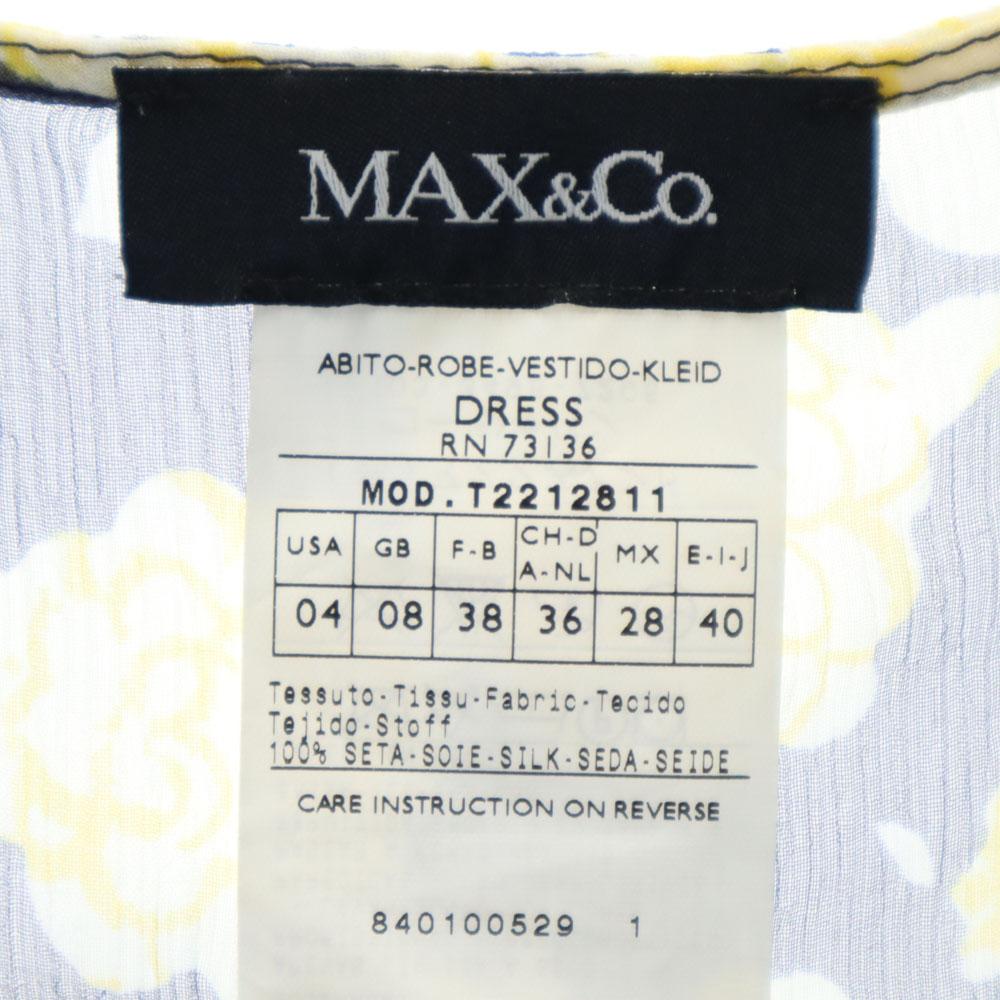 MAX&Co.
ABITO-ROBE-VESTIDO-KLEID
DRESS
RN 73136
MOD. T2212811
USA GB F-B CH-D A-NL MX E-I-J
04 08 38 36 28 40
Tessuto-Tissu-Fabric-Tecido
Tejido-Stoff
100% SETA-SOIE-SILK-SEDA-SEIDE
CARE INSTRUCTION ON REVERSE
840100529 1